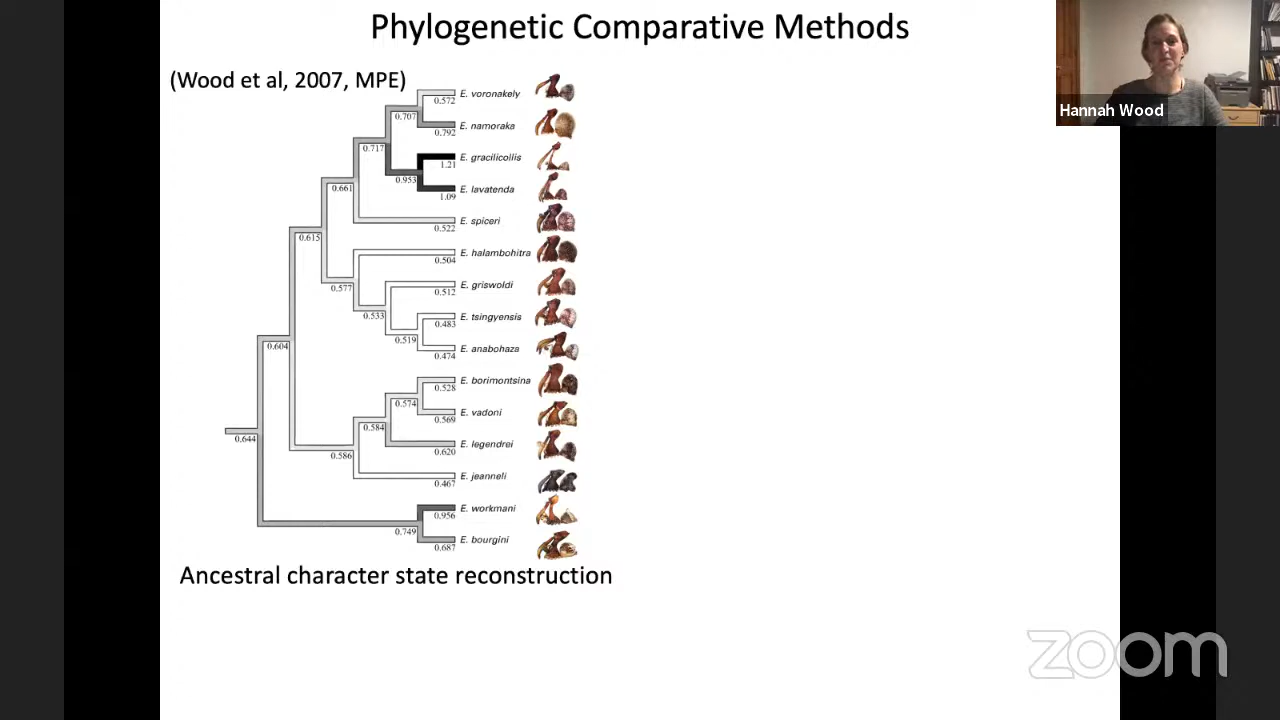 Phylogenetic Comparative Methods
Hannah Wood
(Wood et al, 2007, MPE)
E. voronakely
0.572
0.707
E. namoraka
0.792
0.717
E. gracilicollis
1.21
0.953
E. lavatenda
1.09
0.661
E. spiceri
0.522
0.615
E. halambohitra
0.504
0.577
E. griswoldi
0.512
0.533
E. tsingyensis
0.483
0.519
E. anabohaza
0.474
0.604
E. borimontsina
0.528
0.574
E. vadoni
0.569
0.584
E. legendrei
0.620
0.586
E. jeanneli
0.467
0.644
E. workmani
0.956
0.749
E. bourgini
0.687
Ancestral character state reconstruction
zoom